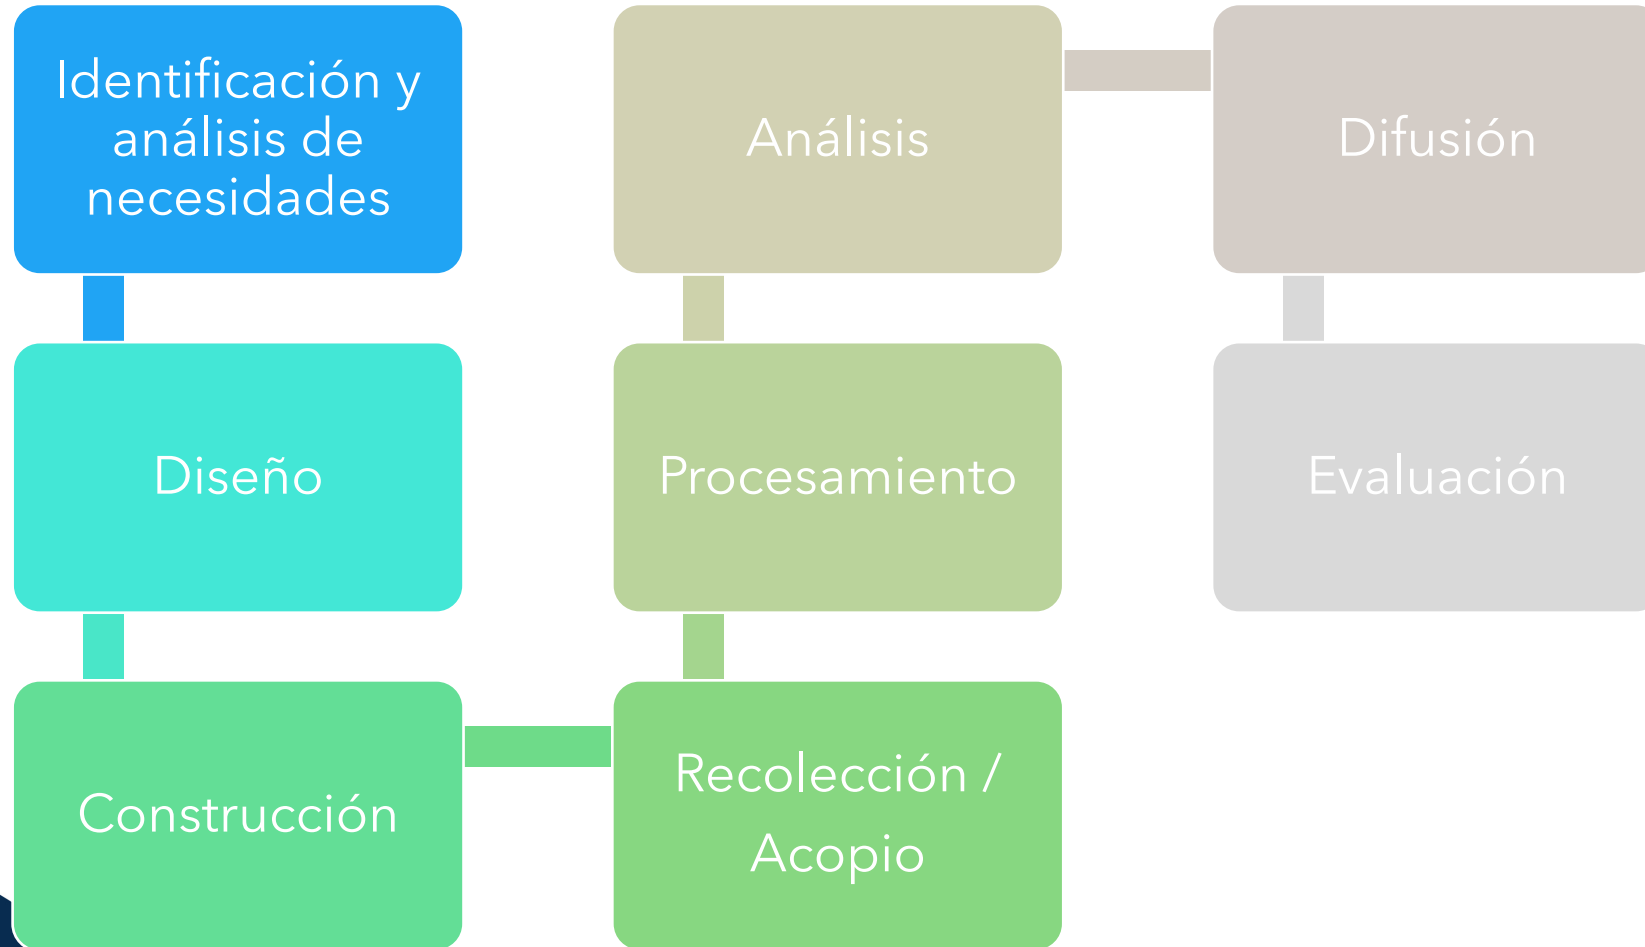 Identificación y
análisis de
necesidades
Diseño
Construcción
Recolección /
Acopio
Procesamiento
Análisis
Difusión
Evaluación